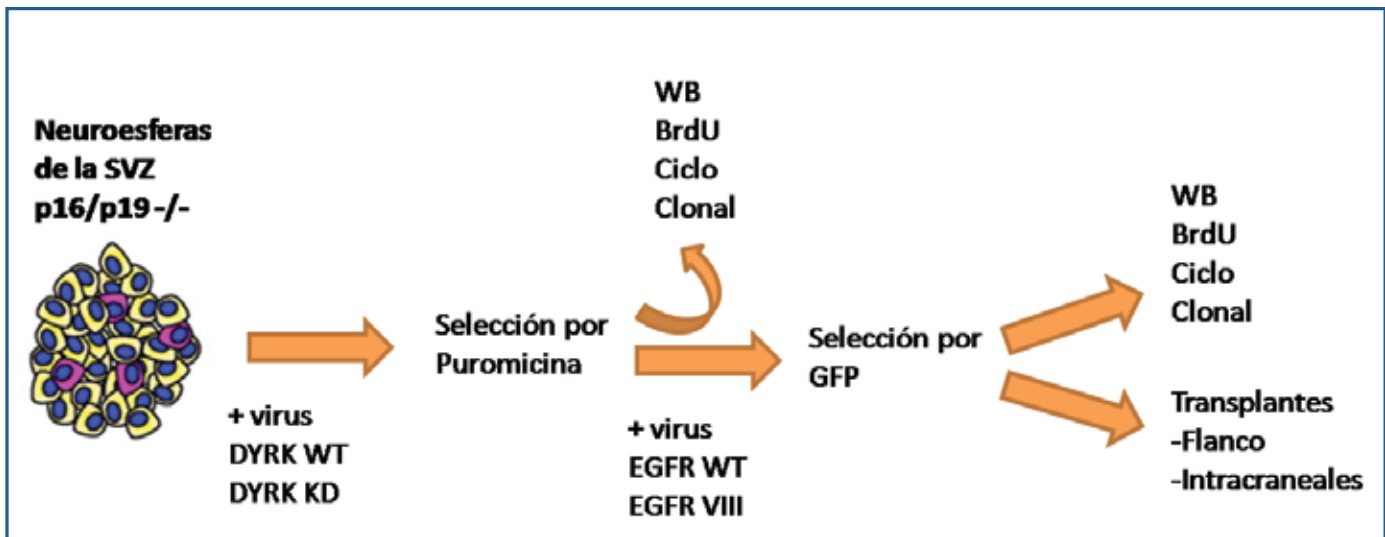 Neuroesferas
de la SVZ
p16/p19 -/-
+ virus
DYRK WT
DYRK KD
Selección por
Puromicina
WB
BrdU
Ciclo
Clonal
+ virus
EGFR WT
EGFR VIII
Selección por
GFP
WB
BrdU
Ciclo
Clonal
Transplantes
-Flanco
-Intracraneales